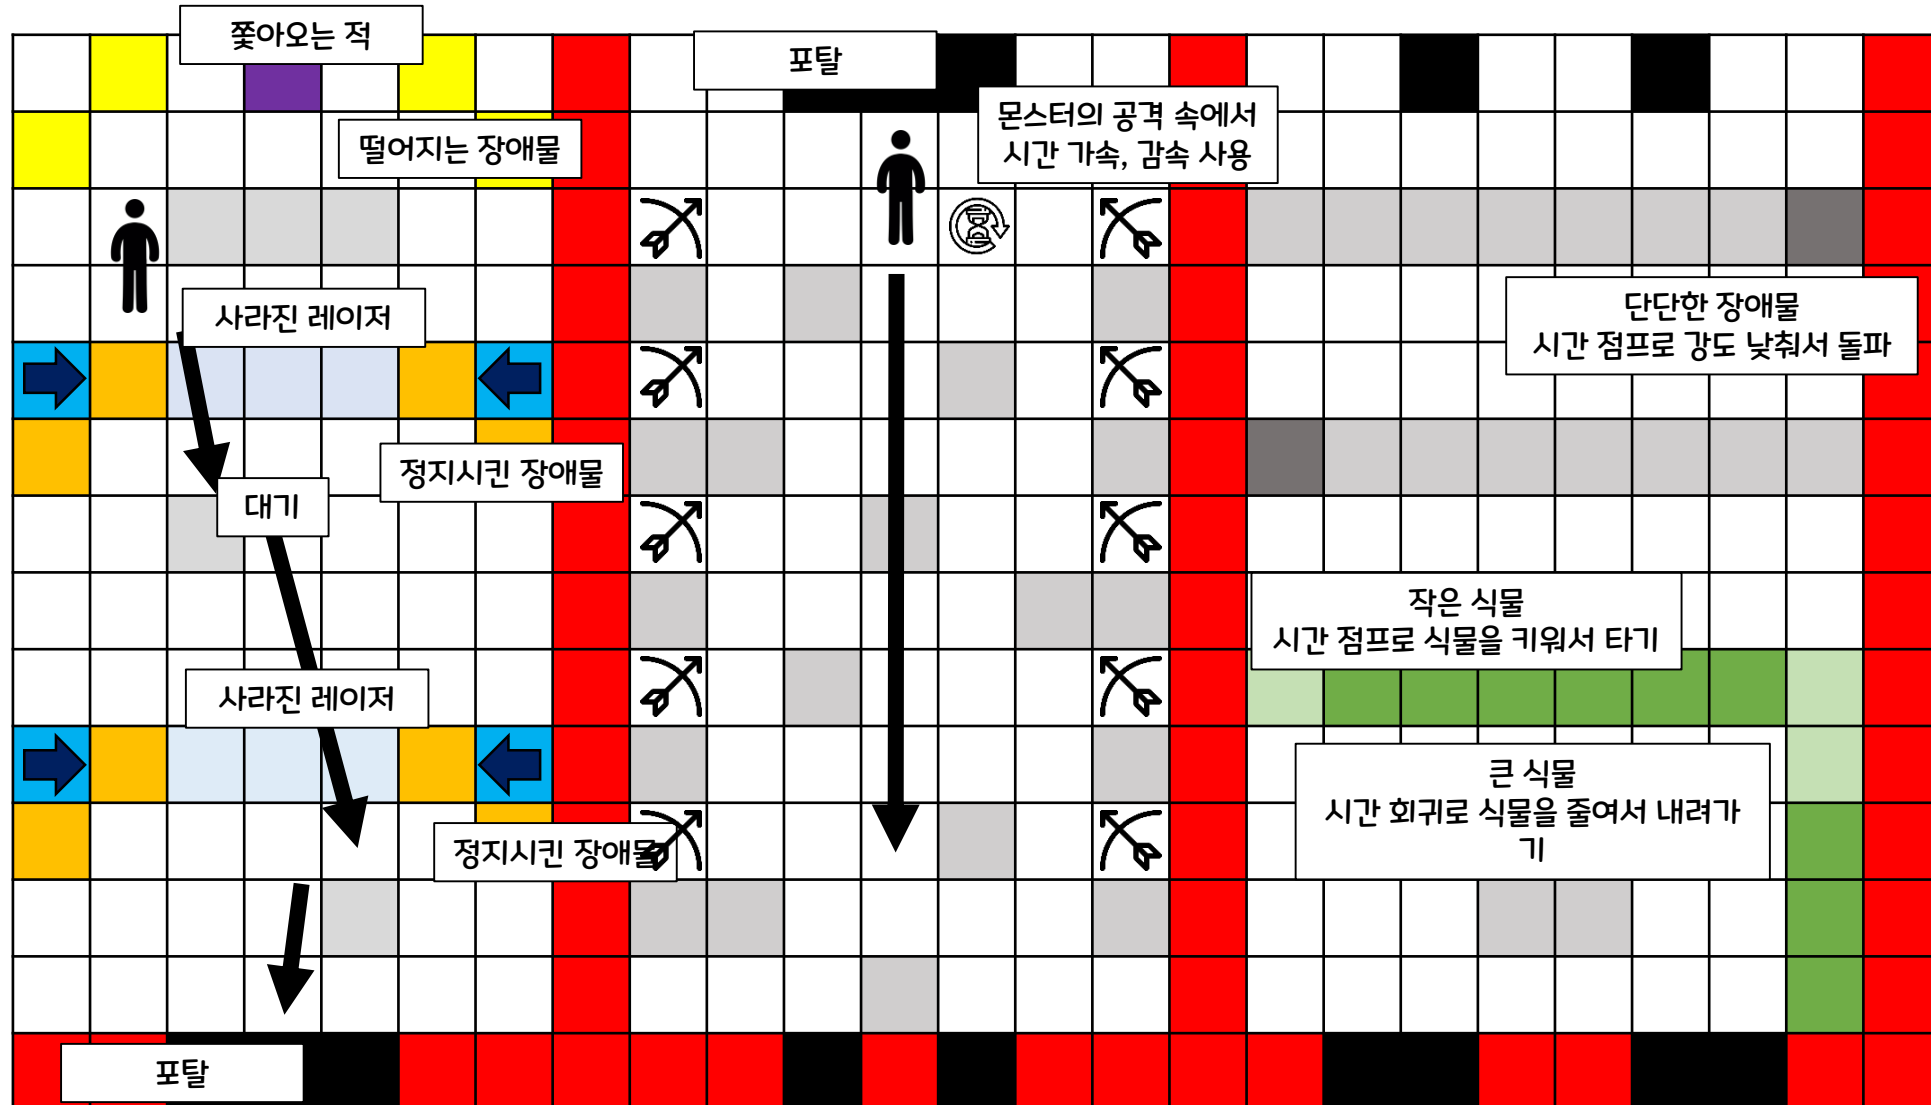 쫓아오는 적
포탈
떨어지는 장애물
몬스터의 공격 속에서
시간 가속, 감속 사용
사라진 레이저
단단한 장애물
시간 점프로 강도 낮춰서 돌파
정지시킨 장애물
대기
작은 식물
시간 점프로 식물을 키워서 타기
사라진 레이저
큰 식물
시간 회귀로 식물을 줄여서 내려가
기
정지시킨 장애물
포탈